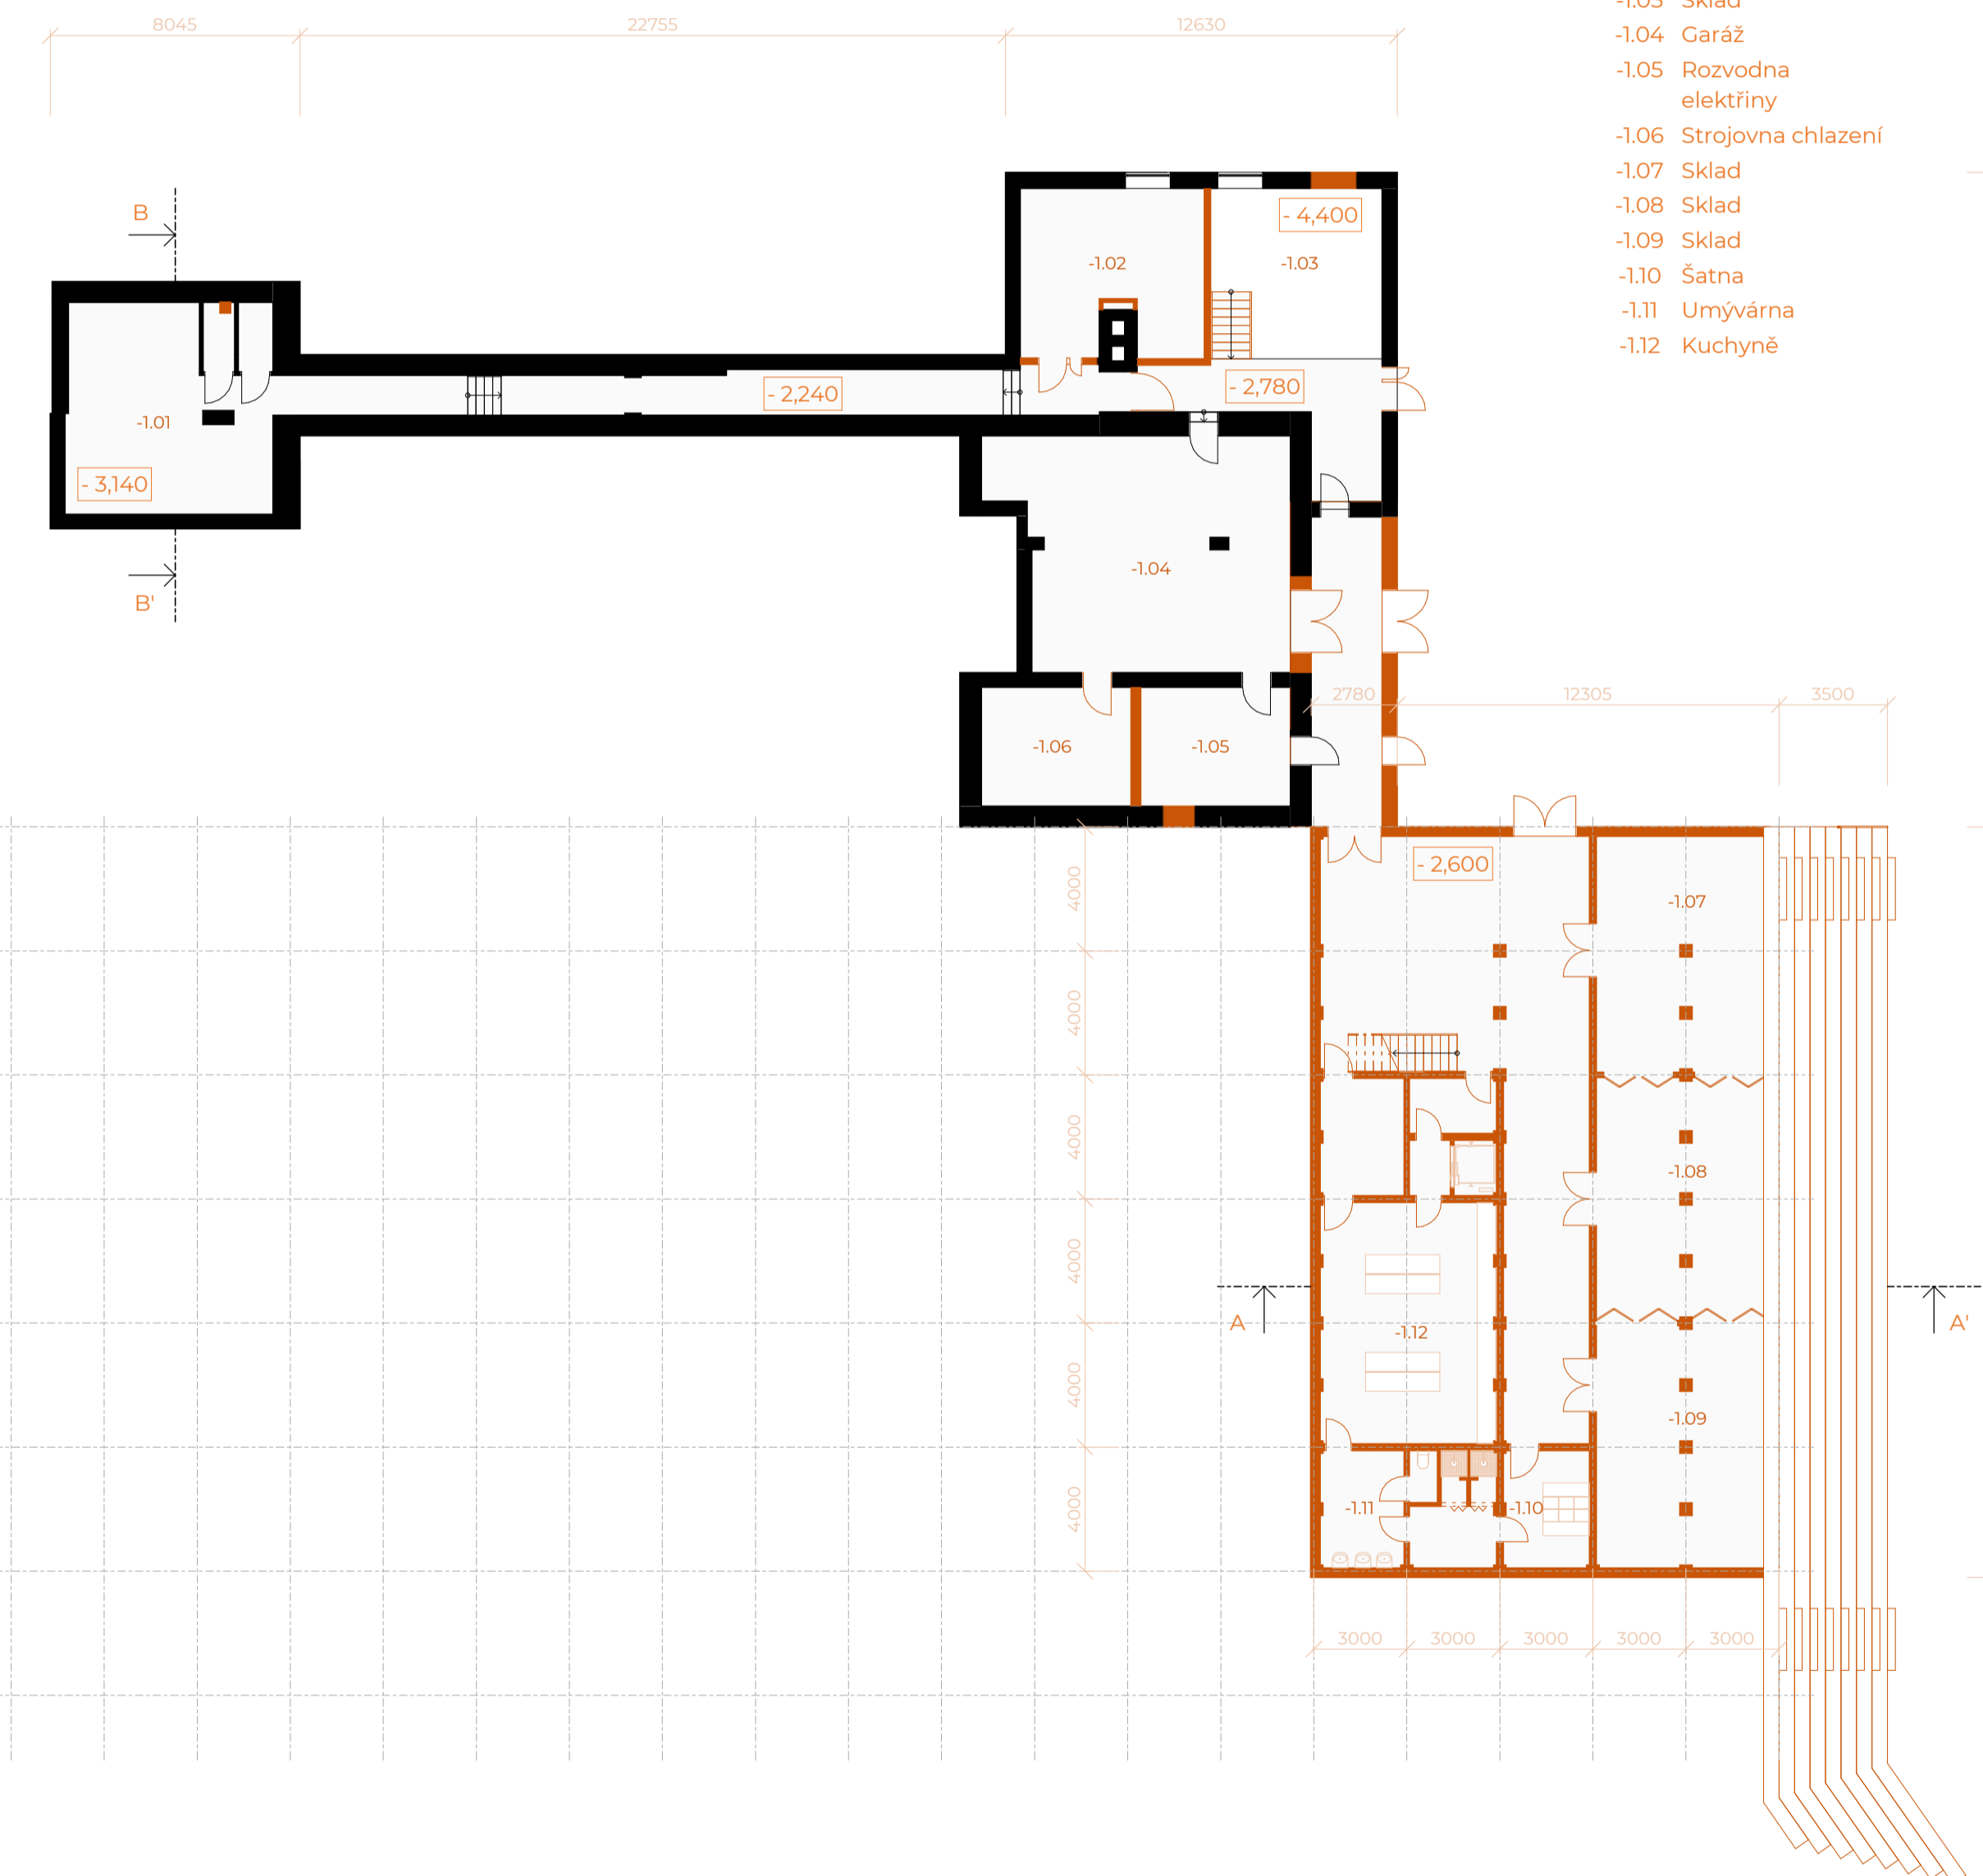 -1.03 Sklad
8045 22755 12630
-1.04 Garáž
-1.05 Rozvodna
elektřiny
-1.06 Strojovna chlazení
-1.07 Sklad
-1.08 Sklad
-1.09 Sklad
-1.10 Šatna
-1.11 Umývárna
-1.12 Kuchyně
B
- 4,400
-1.02
-1.03
- 2,240
- 2,780
-1.01
- 3,140
-1.04
B'
2780 12305 3500
-1.06
-1.05
- 2,600
4000
-1.07
4000
4000
-1.08
4000
A
-1.12
A'
4000
-1.09
4000
-1.11
-1.10
3000 3000 3000 3000 3000